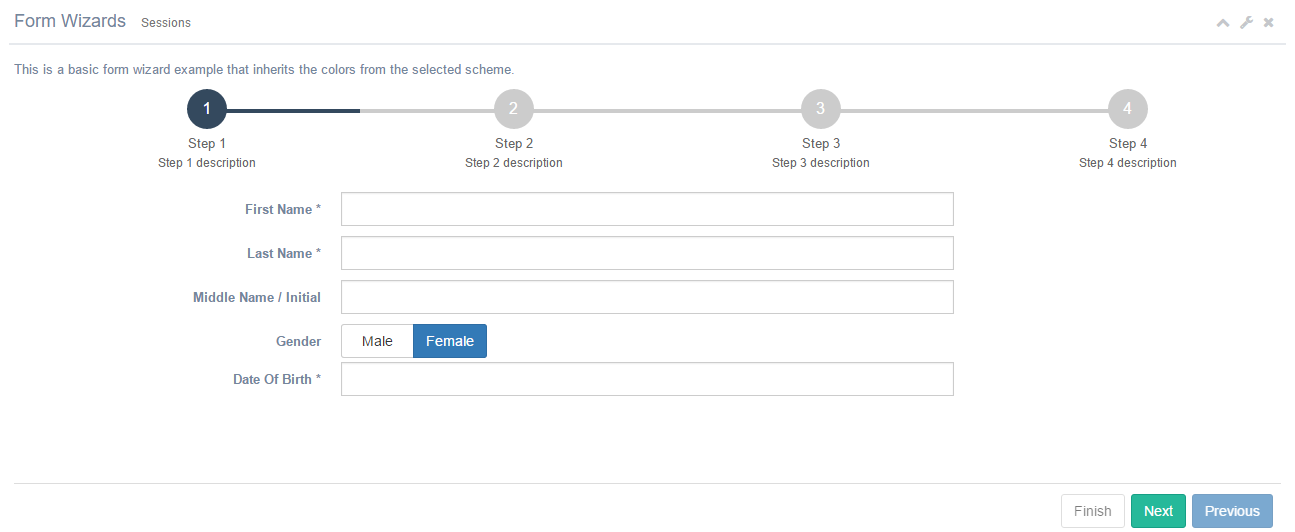 Form Wizards Sessions
This is a basic form wizard example that inherits the colors from the selected scheme.
1 2 3 4
Step 1 Step 2 Step 3 Step 4
Step 1 description Step 2 description Step 3 description Step 4 description
First Name *
Last Name *
Middle Name / Initial
Gender Male Female
Date Of Birth *
Finish Next Previous